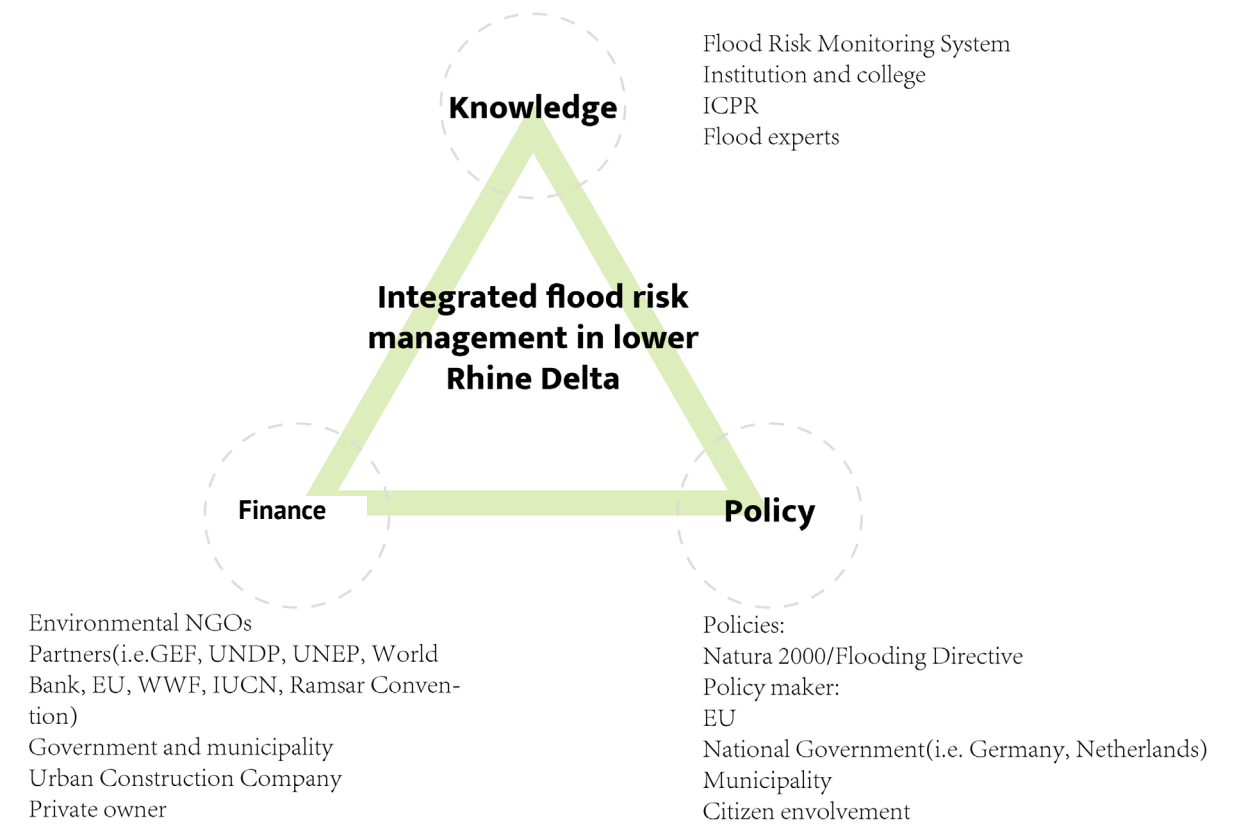 Knowledge
Flood Risk Monitoring System
Institution and college
ICPR
Flood experts
Integrated flood risk
management in lower
Rhine Delta
Finance
Policy
Environmental NGOs
Partners(i.e.GEF, UNDP, UNEP, World
Bank, EU, WWF, IUCN, Ramsar Conven-
tion)
Government and municipality
Urban Construction Company
Private owner
Policies:
Natura 2000/Flooding Directive
Policy maker:
EU
National Government(i.e. Germany, Netherlands)
Municipality
Citizen envolvement